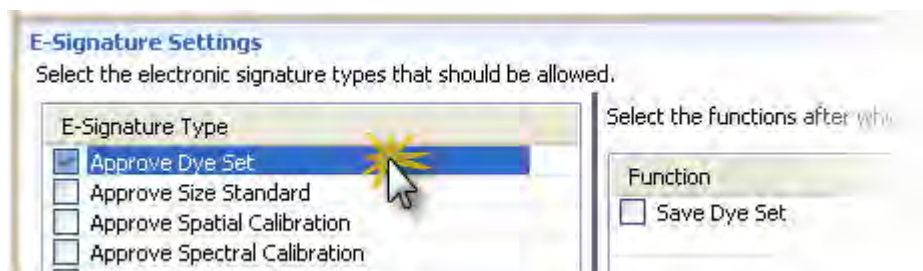 E-Signature Settings
Select the electronic signature types that should be allowed.
E-Signature Type
Approve Dye Set
Approve Size Standard
Approve Spatial Calibration
Approve Spectral Calibration
Select the functions after
Function
Save Dye Set